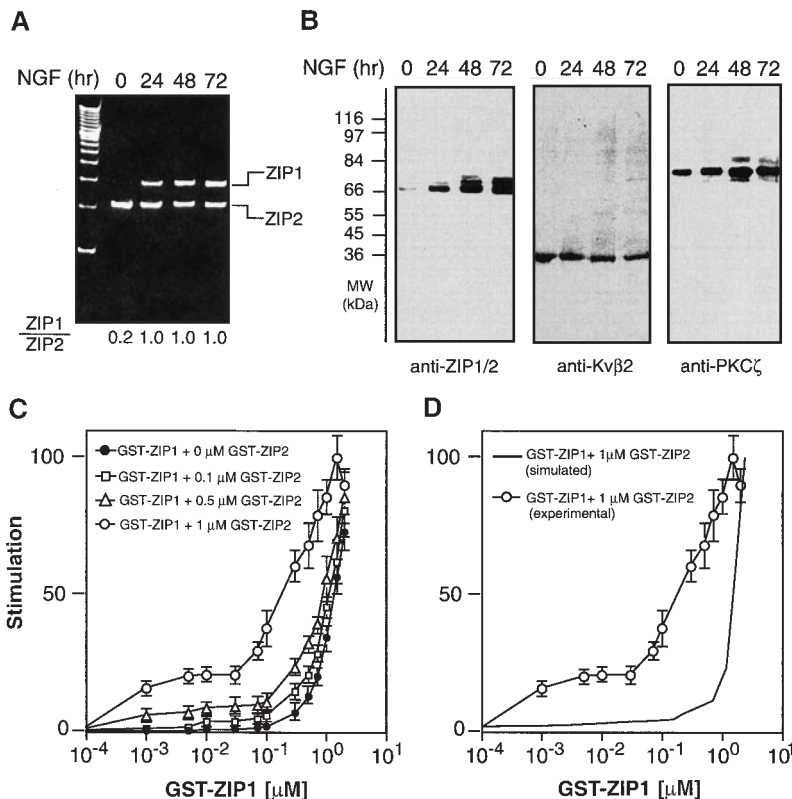 A
NGF (hr) 0 24 48 72
ZIP1
ZIP2
ZIP1
ZIP2
0.2 1.0 1.0 1.0
B
NGF (hr) 0 24 48 72 0 24 48 72 0 24 48 72
116
97
84
66
55
45
36
MW
(kDa)
anti-ZIP1/2
anti-Kvβ2
anti-PKCζ
C
Stimulation
100
50
0
GST-ZIP1 + 0 μM GST-ZIP2
GST-ZIP1 + 0.1 μM GST-ZIP2
GST-ZIP1 + 0.5 μM GST-ZIP2
GST-ZIP1 + 1 μM GST-ZIP2
10⁻⁴ 10⁻³ 10⁻² 10⁻¹ 10⁰ 10¹
GST-ZIP1 [μM]
D
100
50
0
GST-ZIP1+ 1μM GST-ZIP2
(simulated)
GST-ZIP1+ 1 μM GST-ZIP2
(experimental)
10⁻⁴ 10⁻³ 10⁻² 10⁻¹ 10⁰ 10¹
GST-ZIP1 [μM]